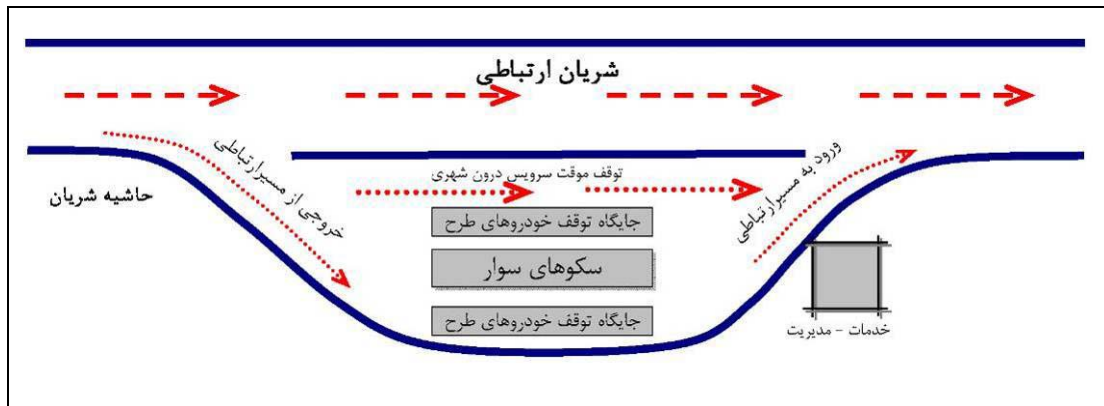 شریان ارتباطی
خروجی از مسیر ارتباطی
ورود به مسیر ارتباطی
توقف موقت سرویس درون شهری
حاشیه شریان
جایگاه توقف خودروهای طرح
سکوهای سوار
جایگاه توقف خودروهای طرح
خدمات - مدیریت